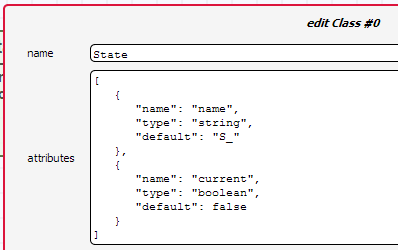 edit Class #0
name
State
attributes
[
   {
      "name": "name",
      "type": "string",
      "default": "S_"
   },
   {
      "name": "current",
      "type": "boolean",
      "default": false
   }
]